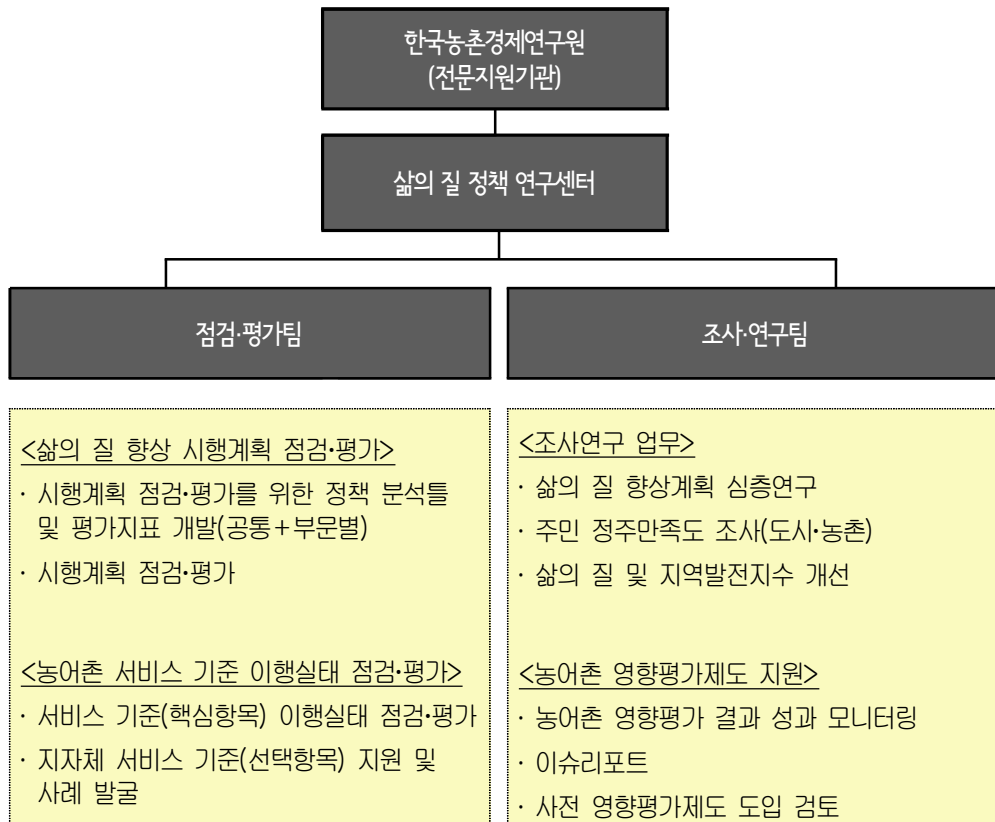 한국농촌경제연구원
(전문지원기관)
삶의 질 정책 연구센터
점검·평가팀
조사·연구팀
<삶의 질 향상 시행계획 점검·평가>
· 시행계획 점검·평가를 위한 정책 분석틀
및 평가지표 개발(공통+부문별)
· 시행계획 점검·평가
<농어촌 서비스 기준 이행실태 점검·평가>
· 서비스 기준(핵심항목) 이행실태 점검·평가
· 지자체 서비스 기준(선택항목) 지원 및
사례 발굴
<조사연구 업무>
· 삶의 질 향상계획 심층연구
· 주민 정주만족도 조사(도시·농촌)
· 삶의 질 및 지역발전지수 개선
<농어촌 영향평가제도 지원>
· 농어촌 영향평가 결과 성과 모니터링
· 이슈리포트
· 사전 영향평가제도 도입 검토